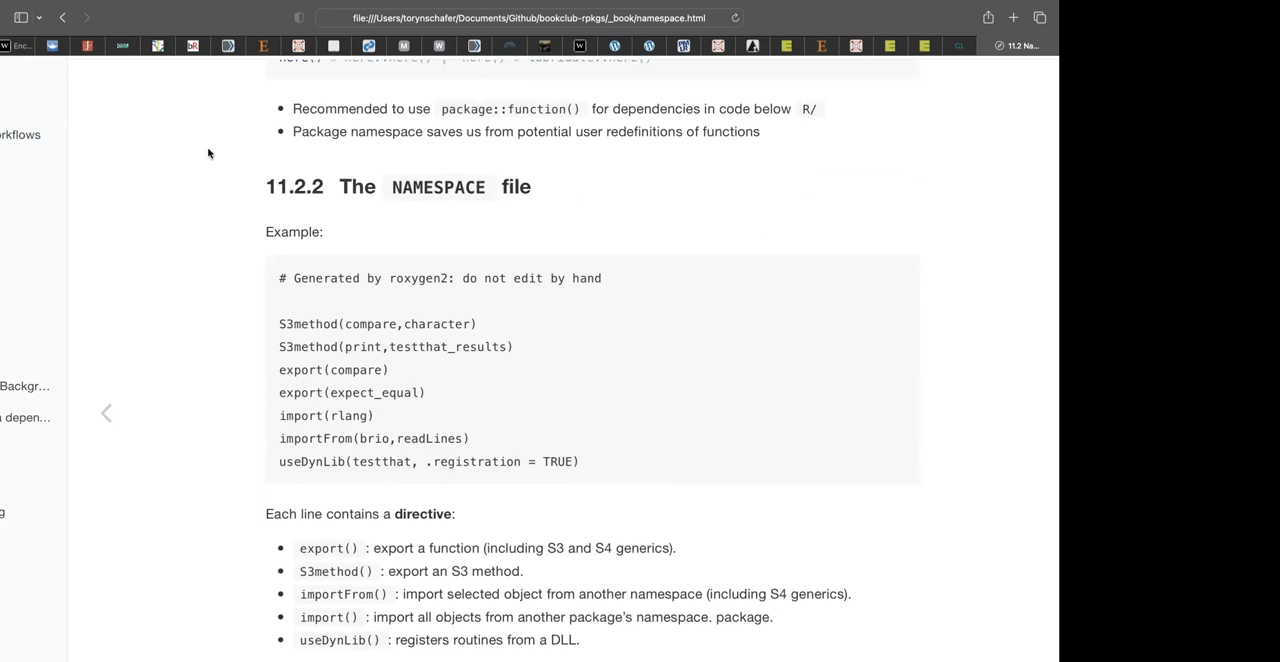 file:///Users/torynschafer/Documents/Github/bookclub-rpkgs/_book/namespace.html
Enc...
bR
E
M
W
W
E
E
E
E
GL
11.2 Na...
• Recommended to use package::function() for dependencies in code below R/
• Package namespace saves us from potential user redefinitions of functions
11.2.2 The NAMESPACE file
Example:
# Generated by roxygen2: do not edit by hand
S3method(compare,character)
S3method(print,testthat_results)
export(compare)
export(expect_equal)
import(rlang)
importFrom(brio,readLines)
useDynLib(testthat, .registration = TRUE)
Each line contains a directive:
• export() : export a function (including S3 and S4 generics).
• S3method() : export an S3 method.
• importFrom() : import selected object from another namespace (including S4 generics).
• import() : import all objects from another package’s namespace. package.
• useDynLib() : registers routines from a DLL.
rkflows
Backgr...
depen...
g